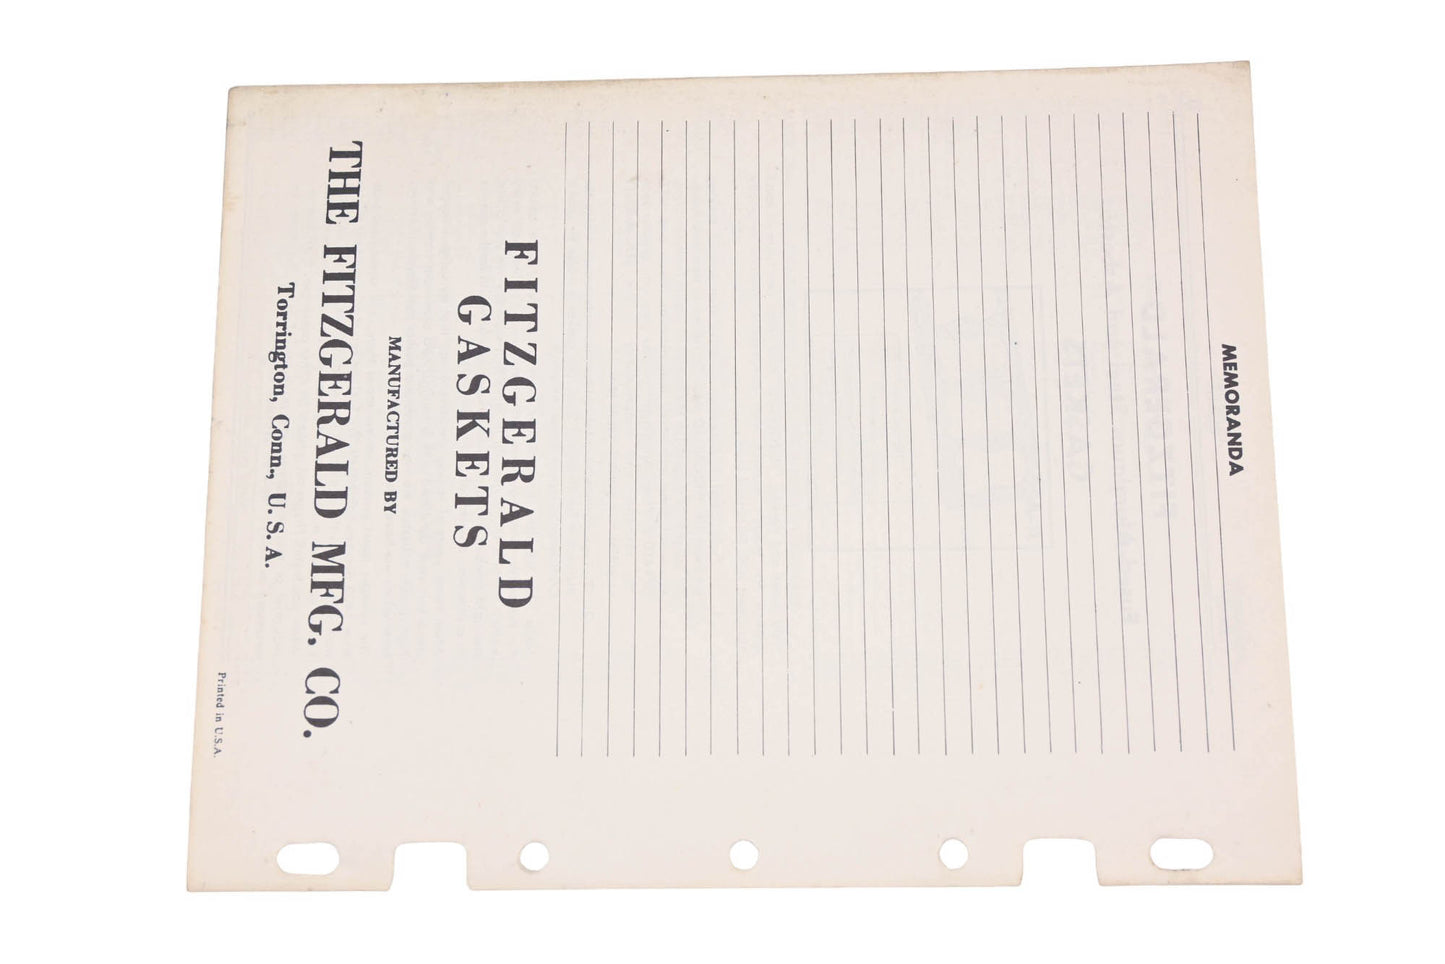 MEMORANDA
FITZGERALD
GASKETS
MANUFACTURED BY
THE FITZGERALD MFG. CO.
Torrington, Conn., U. S. A.
Printed in U.S.A.